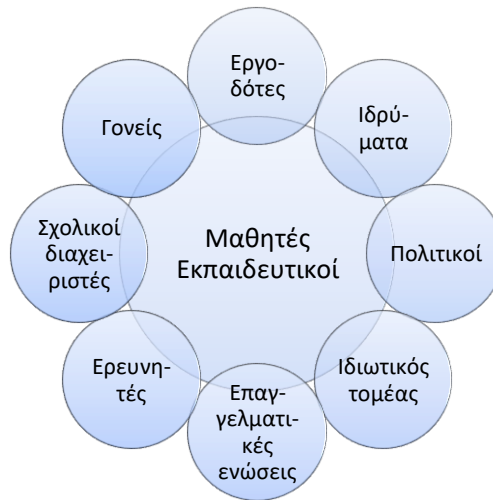 Εργο-
δότες
Ιδρύ-
ματα
Πολιτικοί
Ιδιωτικός
τομέας
Επαγ-
γελματι-
κές
ενώσεις
Ερευνη-
τές
Σχολικοί
διαχει-
ριστές
Γονείς
Μαθητές
Εκπαιδευτικοί